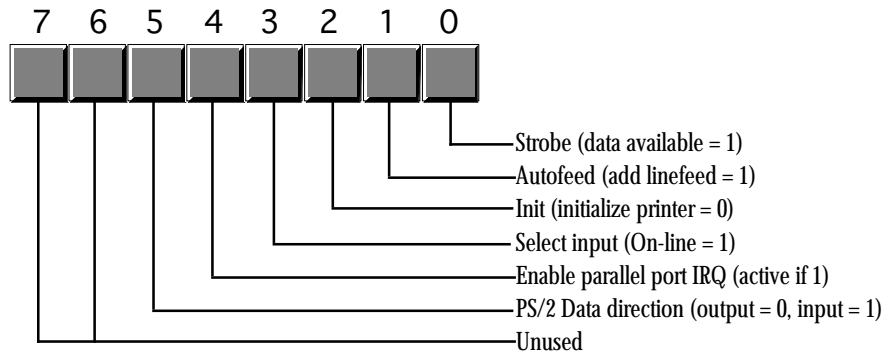 7 6 5 4 3 2 1 0
Strobe (data available = 1)
Autofeed (add linefeed = 1)
Init (initialize printer = 0)
Select input (On-line = 1)
Enable parallel port IRQ (active if 1)
PS/2 Data direction (output = 0, input = 1)
Unused